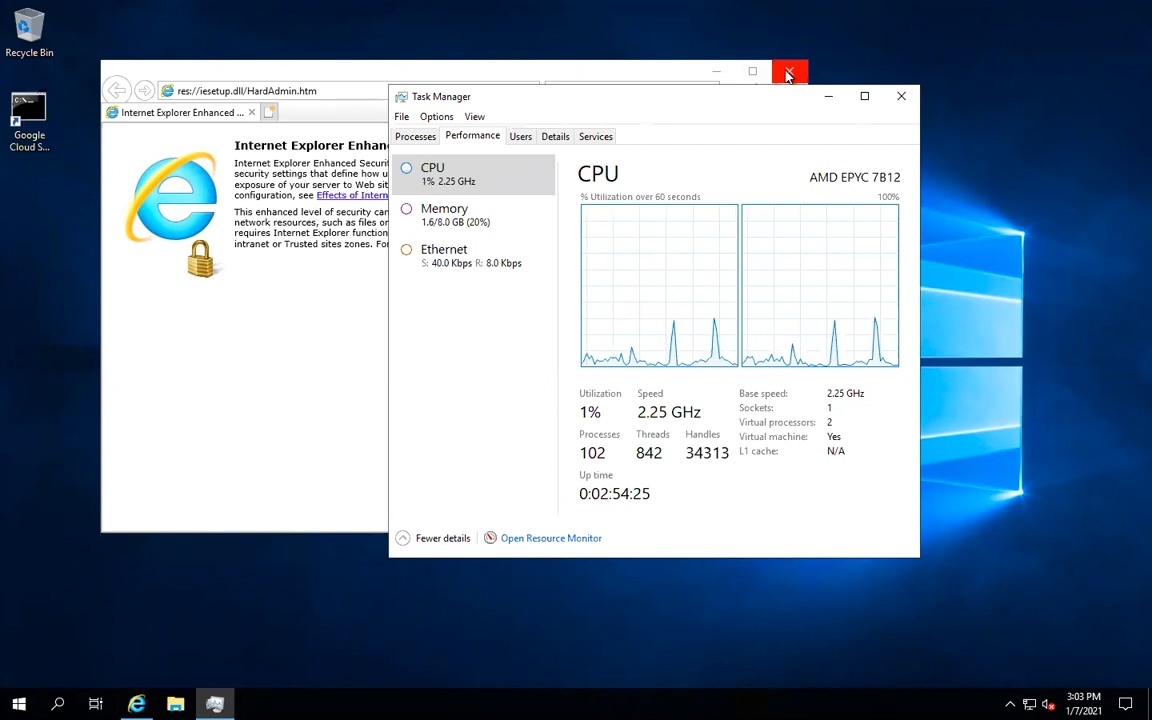 Recycle Bin
Google
Cloud S...
res://iesetup.dll/HardAdmin.htm
Internet Explorer Enhanced ...
Internet Explorer Enhan
Internet Explorer Enhanced Securi
security settings that define how u
exposure of your server to Web sit
configuration, see Effects of Intern
This enhanced level of security can
network resources, such as files or
requires Internet Explorer function
intranet or Trusted sites zones. For
Task Manager
File Options View
Processes Performance Users Details Services
CPU
1% 2.25 GHz
Memory
1.6/8.0 GB (20%)
Ethernet
S: 40.0 Kbps R: 8.0 Kbps
CPU AMD EPYC 7B12
% Utilization over 60 seconds 100%
Utilization Speed
1% 2.25 GHz
Processes Threads Handles
102 842 34313
Up time
0:02:54:25
Base speed: 2.25 GHz
Sockets: 1
Virtual processors: 2
Virtual machine: Yes
L1 cache: N/A
Fewer details Open Resource Monitor
3:03 PM
1/7/2021